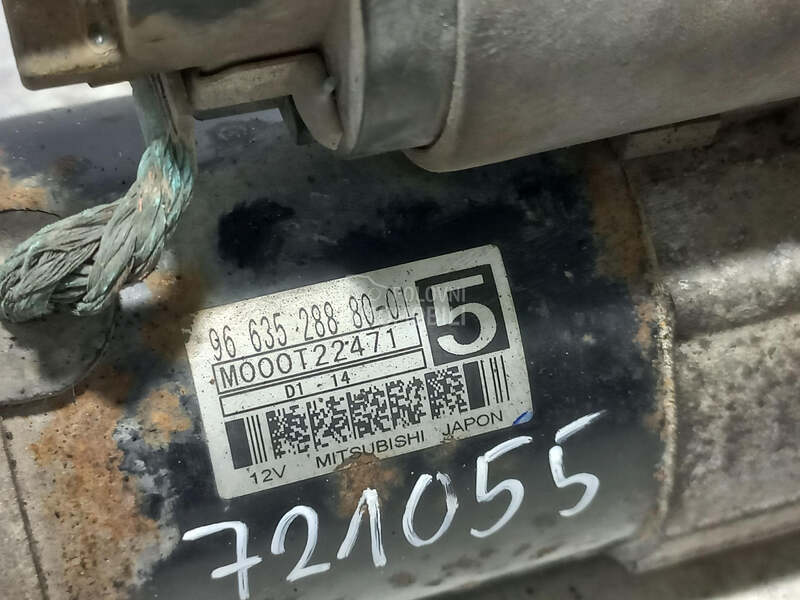 96 635 288 80-01
5
M000T22471
D1 - 14
12V MITSUBISHI JAPON
721055